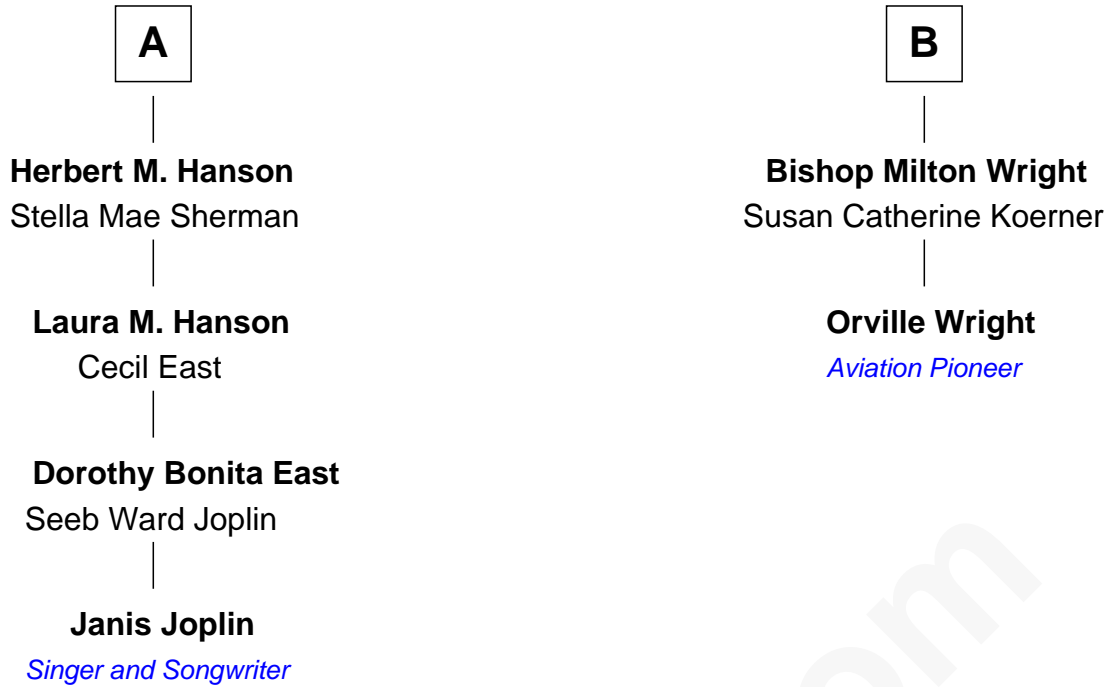 A
Herbert M. Hanson
Stella Mae Sherman
Laura M. Hanson
Cecil East
Dorothy Bonita East
Seeb Ward Joplin
Janis Joplin
Singer and Songwriter
B
Bishop Milton Wright
Susan Catherine Koerner
Orville Wright
Aviation Pioneer
om